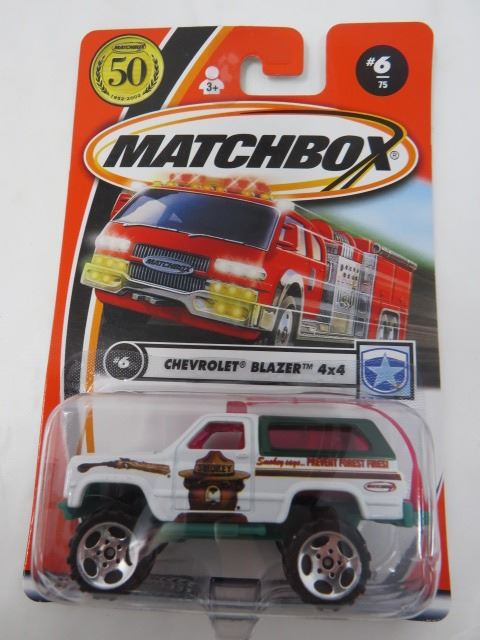 MATCHBOX
50
1952-2002
3+
#6
75
MATCHBOX®
MATCHBOX
#6
CHEVROLET® BLAZER™ 4x4
SMOKEY
Smokey says... PREVENT FOREST FIRES!
MATCHBOX